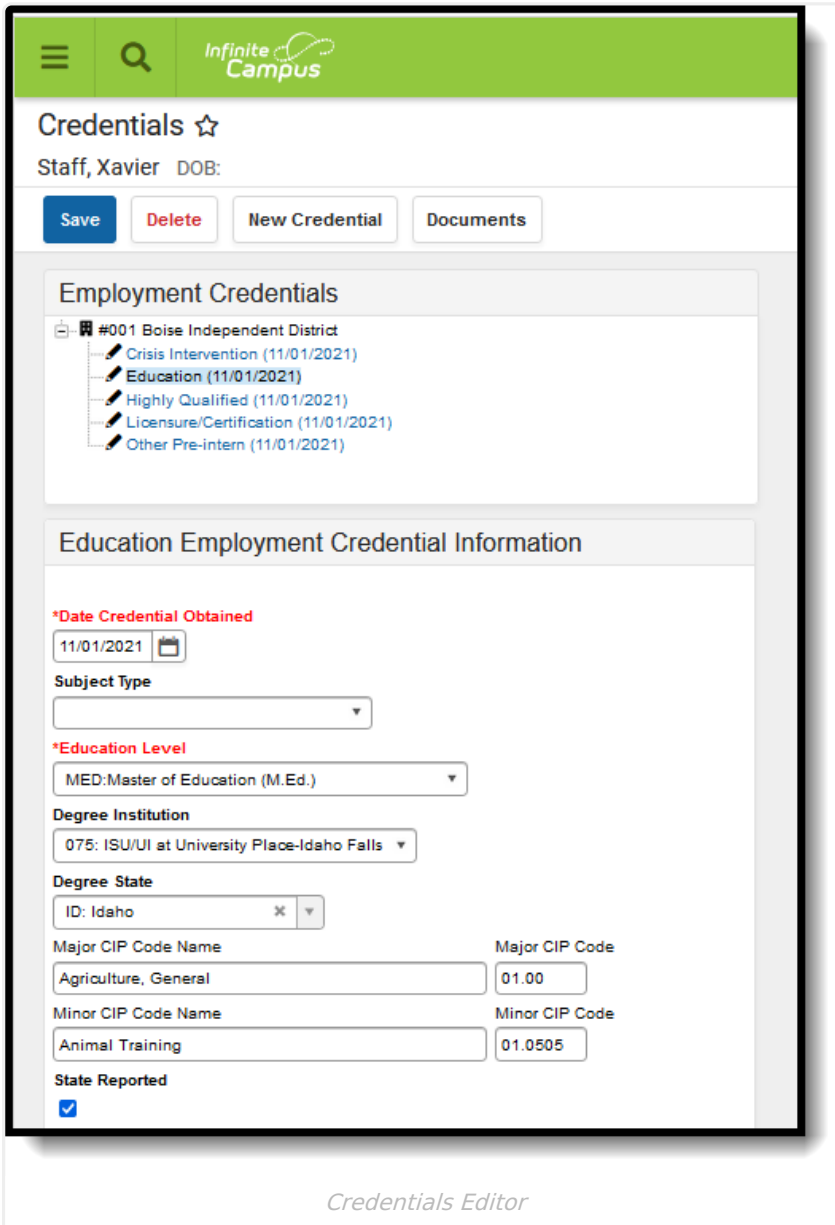 Infinite
Campus
Credentials
Staff, Xavier DOB:
Save Delete New Credential Documents
Employment Credentials
#001 Boise Independent District
Crisis Intervention (11/01/2021)
Education (11/01/2021)
Highly Qualified (11/01/2021)
Licensure/Certification (11/01/2021)
Other Pre-intern (11/01/2021)
Education Employment Credential Information
*Date Credential Obtained
11/01/2021
Subject Type
*Education Level
MED:Master of Education (M.Ed.)
Degree Institution
075: ISU/UI at University Place-Idaho Falls
Degree State
ID: Idaho
Major CIP Code Name Major CIP Code
Agriculture, General 01.00
Minor CIP Code Name Minor CIP Code
Animal Training 01.0505
State Reported
Credentials Editor